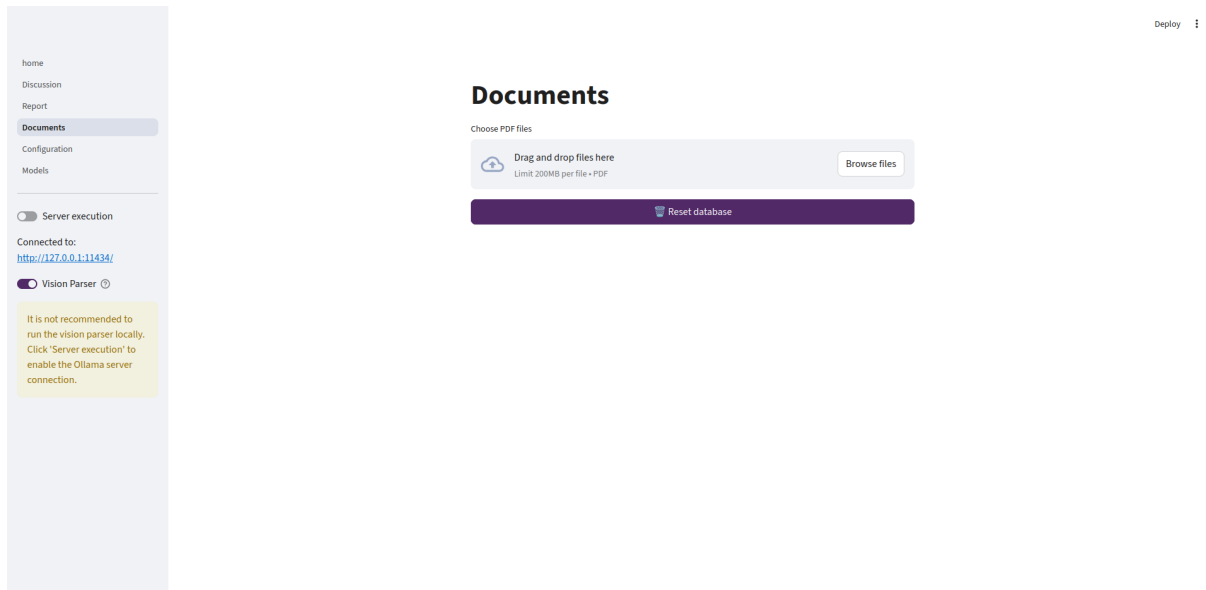 Deploy
home
Discussion
Report
Documents
Configuration
Models
Server execution
Connected to:
http://127.0.0.1:11434/
Vision Parser
It is not recommended to
run the vision parser locally.
Click 'Server execution' to
enable the Ollama server
connection.
Documents
Choose PDF files
Drag and drop files here
Limit 200MB per file • PDF
Browse files
Reset database